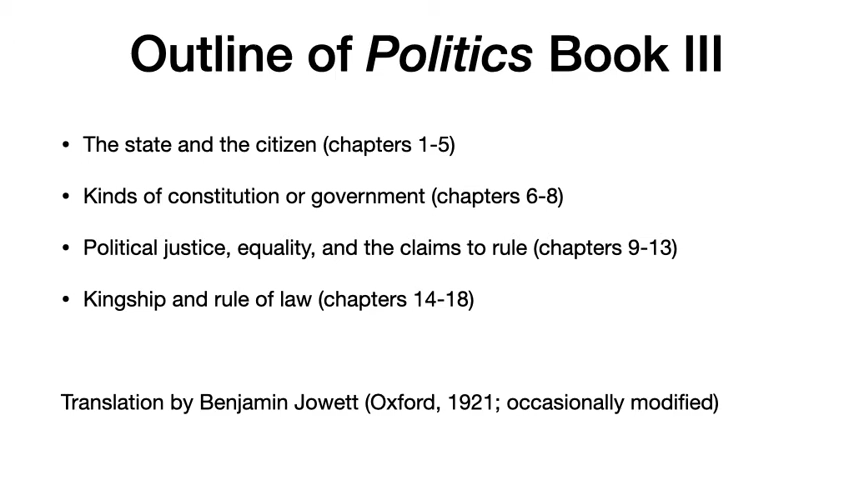 Outline of Politics Book III
• The state and the citizen (chapters 1-5)
• Kinds of constitution or government (chapters 6-8)
• Political justice, equality, and the claims to rule (chapters 9-13)
• Kingship and rule of law (chapters 14-18)
Translation by Benjamin Jowett (Oxford, 1921; occasionally modified)